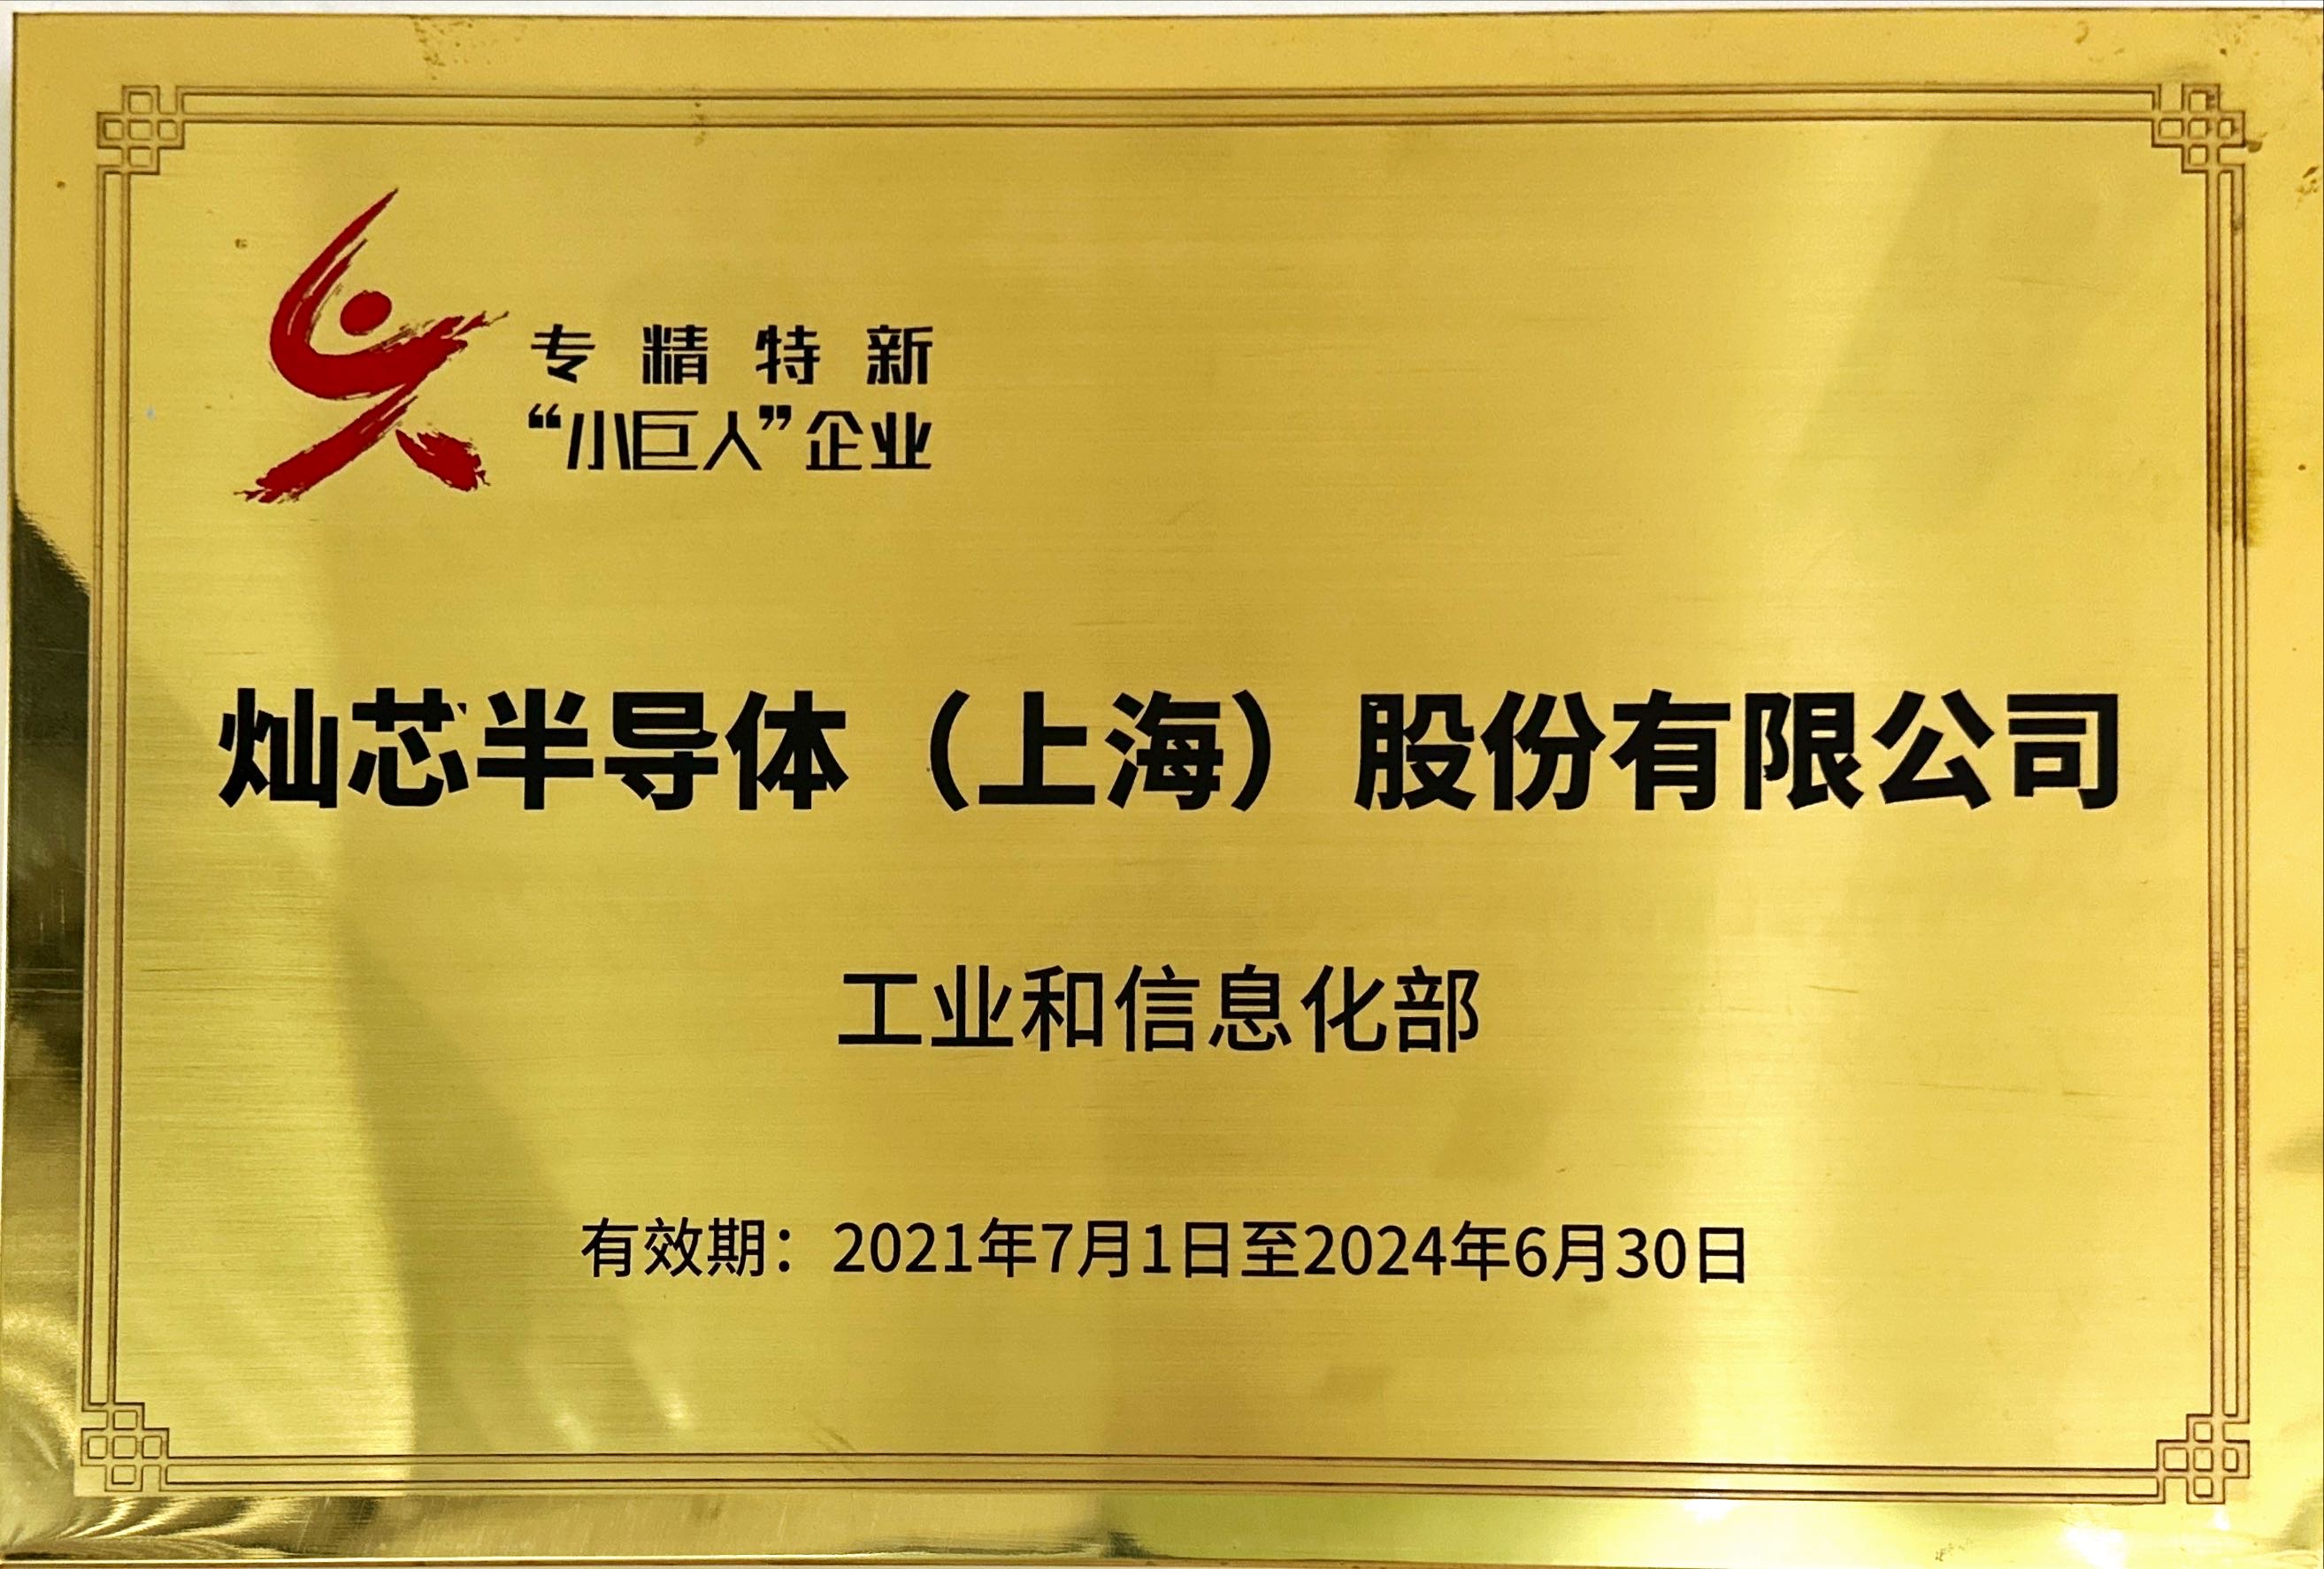 专精特新
“小巨人”企业
灿芯半导体（上海）股份有限公司
工业和信息化部
有效期：2021年7月1日至2024年6月30日